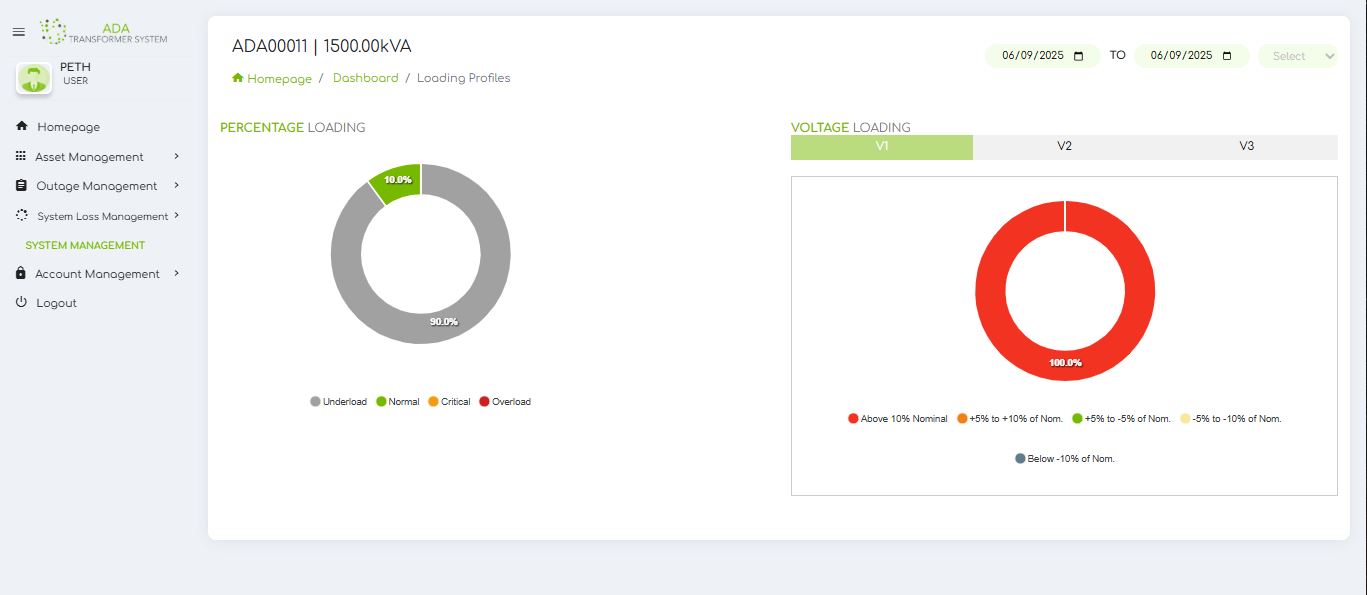 ADA
TRANSFORMER SYSTEM
PETH
USER
Homepage
Asset Management
Outage Management
System Loss Management
SYSTEM MANAGEMENT
Account Management
Logout
ADA00011 | 1500.00kVA
Homepage / Dashboard / Loading Profiles
06/09/2025 TO 06/09/2025 Select
PERCENTAGE LOADING
10.0%
90.0%
Underload Normal Critical Overload
VOLTAGE LOADING
V1 V2 V3
100.0%
Above 10% Nominal +5% to +10% of Nom. +5% to -5% of Nom. -5% to -10% of Nom.
Below -10% of Nom.